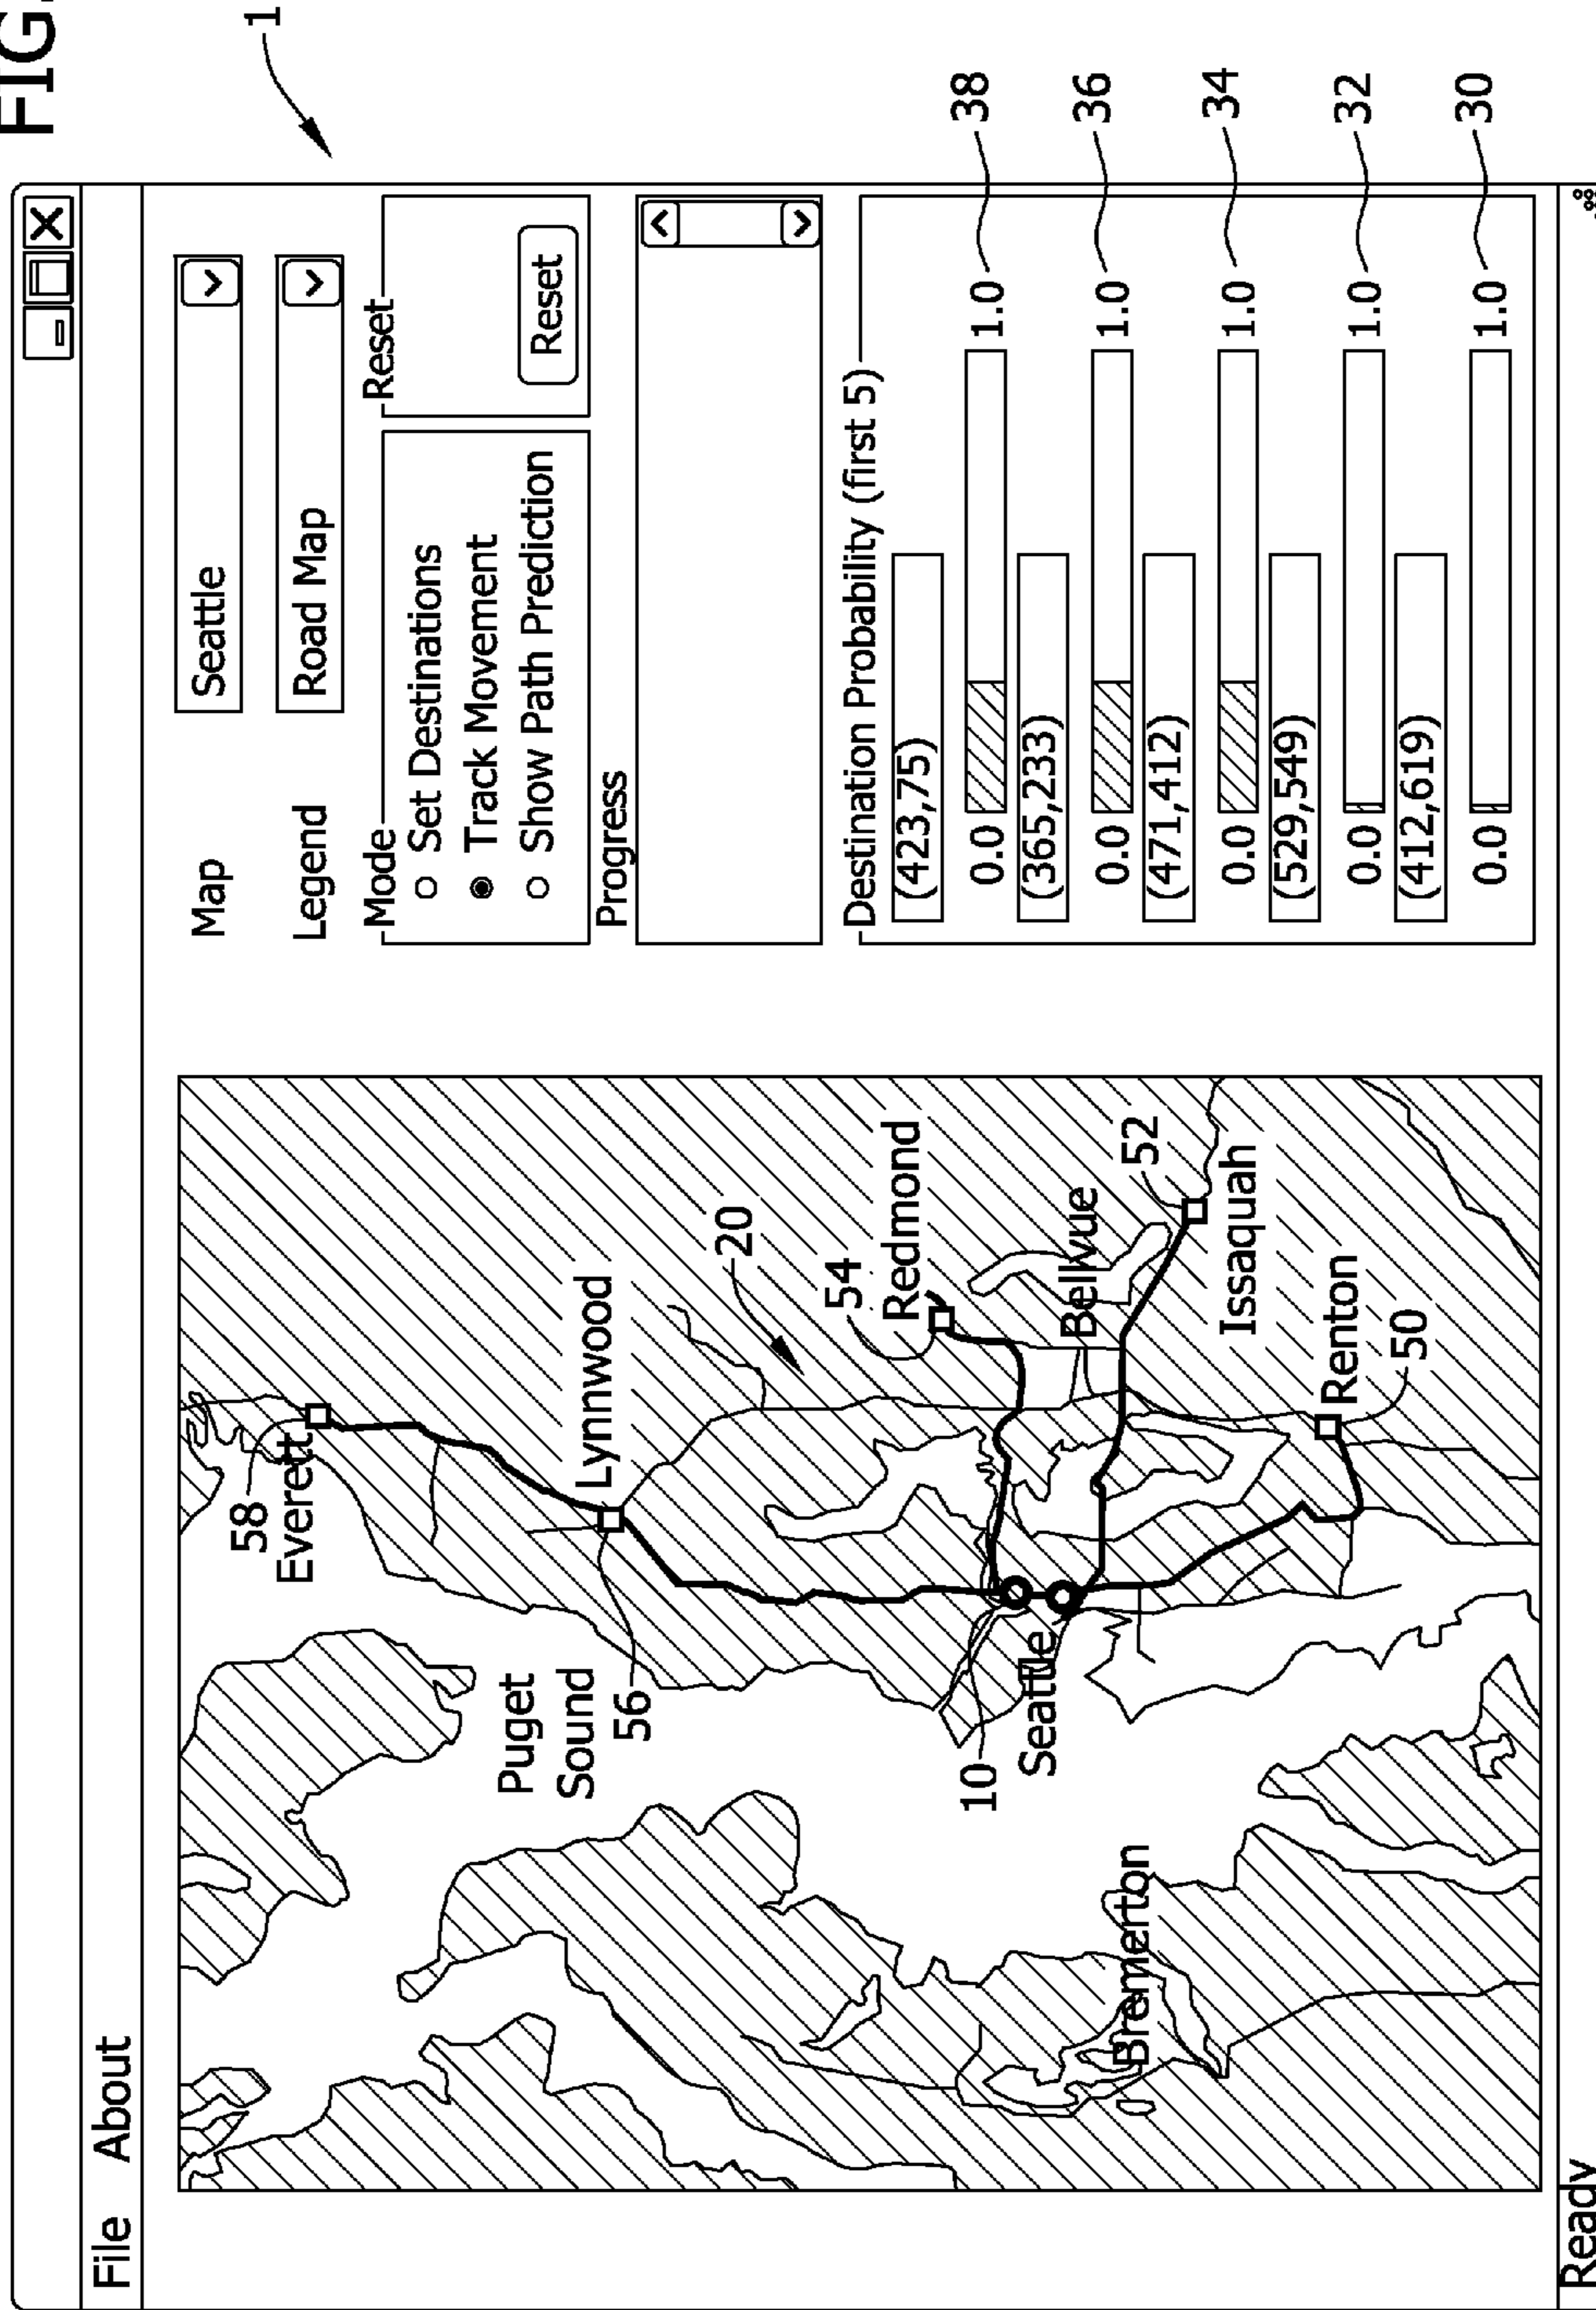 FIG.
1
File About
Map
Seattle
Legend
Road Map
Mode
Set Destinations
Track Movement
Show Path Prediction
Reset
Reset
Progress
Destination Probability (first 5)
(423,75)
0.0 1.0 38
(365,233)
0.0 1.0 36
(471,412)
0.0 1.0 34
(529,549)
0.0 1.0 32
(412,619)
0.0 1.0 30
58
Everett
Puget
Sound
Lynnwood
56
20
54
Redmond
10
Seattle
Bellvue
52
Bremerton
Issaquah
Renton
50
Ready